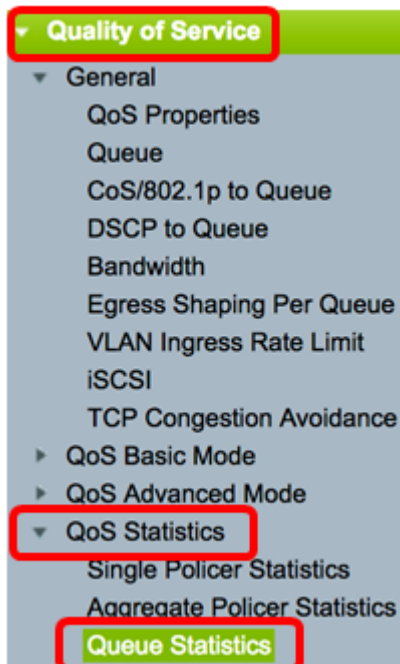 Quality of Service
General
QoS Properties
Queue
CoS/802.1p to Queue
DSCP to Queue
Bandwidth
Egress Shaping Per Queue
VLAN Ingress Rate Limit
iSCSI
TCP Congestion Avoidance
QoS Basic Mode
QoS Advanced Mode
QoS Statistics
Single Policer Statistics
Aggregate Policer Statistics
Queue Statistics